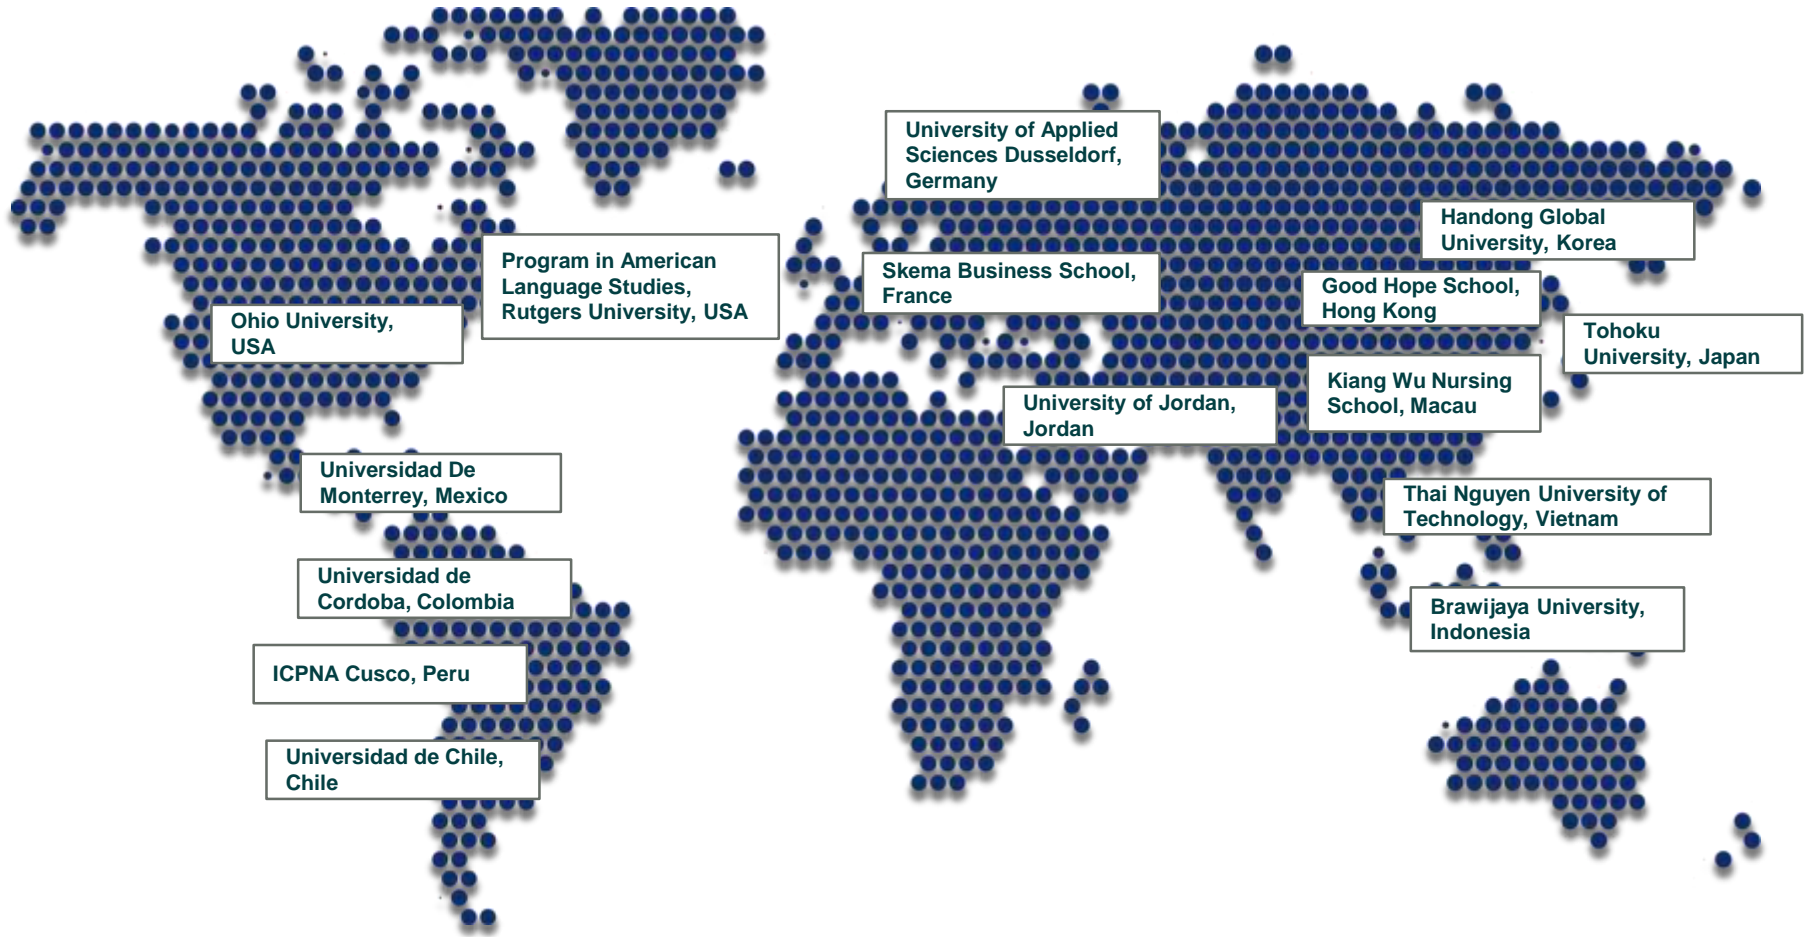 University of Applied
Sciences Dusseldorf,
Germany
Handong Global
University, Korea
Program in American
Language Studies,
Rutgers University, USA
Skema Business School,
France
Good Hope School,
Hong Kong
Ohio University,
USA
Tohoku
University, Japan
Kiang Wu Nursing
School, Macau
University of Jordan,
Jordan
Universidad De
Monterrey, Mexico
Thai Nguyen University of
Technology, Vietnam
Universidad de
Cordoba, Colombia
Brawijaya University,
Indonesia
ICPNA Cusco, Peru
Universidad de Chile,
Chile